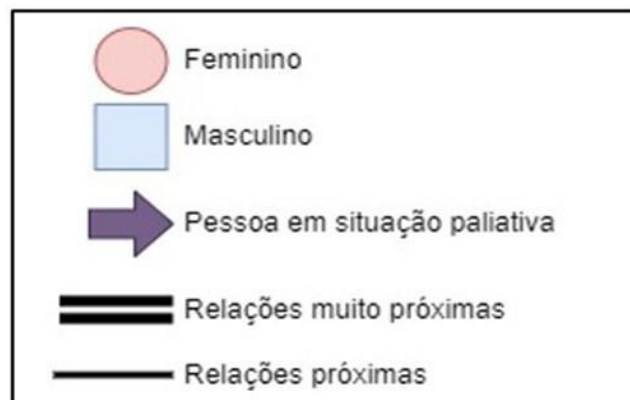 Feminino
Masculino
Pessoa em situação paliativa
Relações muito próximas
Relações próximas